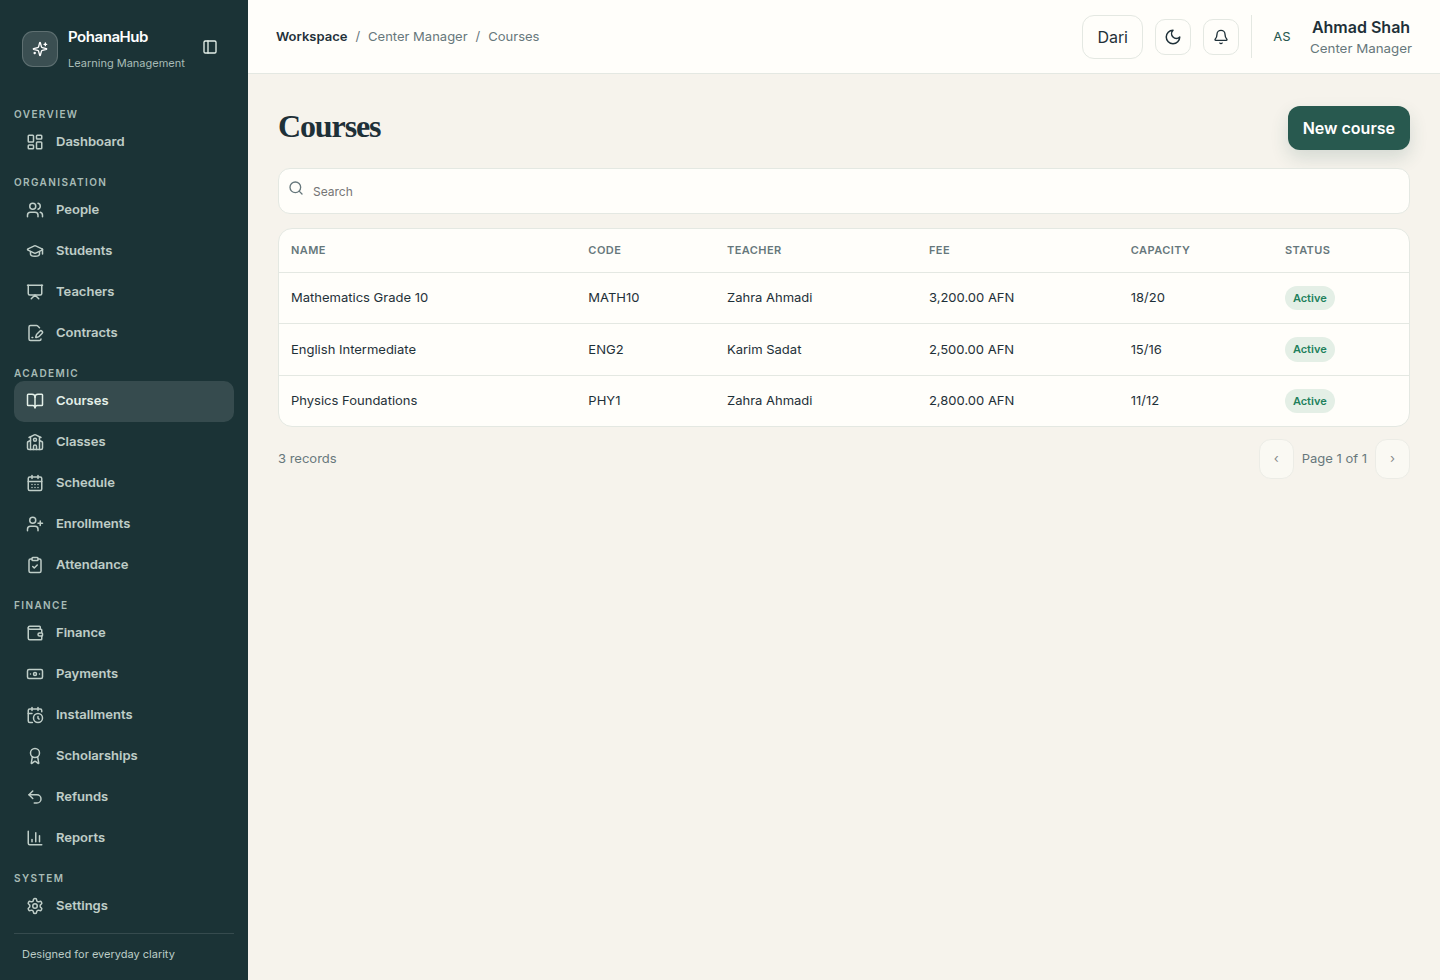 PohanaHub
Learning Management
OVERVIEW
Dashboard
ORGANISATION
People
Students
Teachers
Contracts
ACADEMIC
Courses
Classes
Schedule
Enrollments
Attendance
FINANCE
Finance
Payments
Installments
Scholarships
Refunds
Reports
SYSTEM
Settings
Designed for everyday clarity
Workspace / Center Manager / Courses
Dari
AS
Ahmad Shah
Center Manager
Courses
New course
Search
NAME CODE TEACHER FEE CAPACITY STATUS
Mathematics Grade 10 MATH10 Zahra Ahmadi 3,200.00 AFN 18/20 Active
English Intermediate ENG2 Karim Sadat 2,500.00 AFN 15/16 Active
Physics Foundations PHY1 Zahra Ahmadi 2,800.00 AFN 11/12 Active
3 records
‹ Page 1 of 1 ›